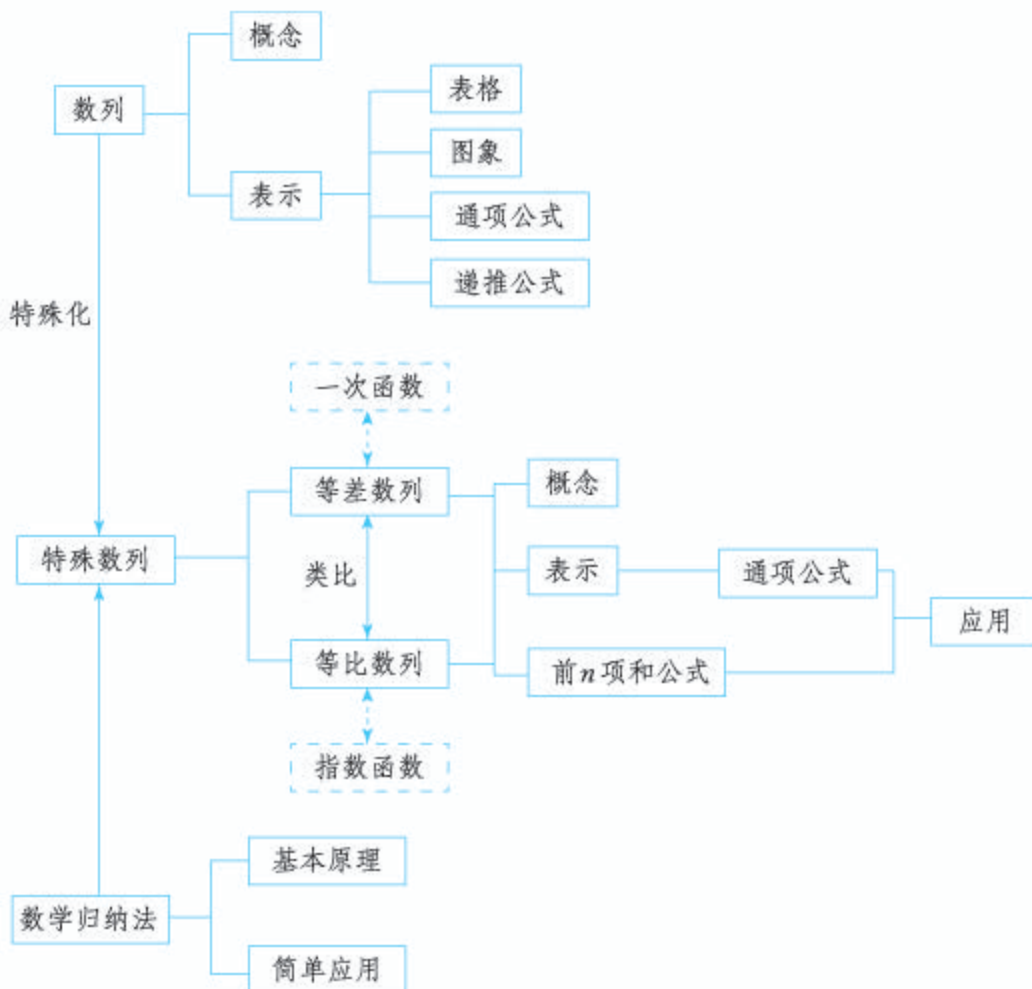 概念
数列
表格
图象
表示
通项公式
递推公式
特殊化
一次函数
等差数列
概念
特殊数列
类比
表示
通项公式
应用
等比数列
前n项和公式
指数函数
基本原理
数学归纳法
简单应用